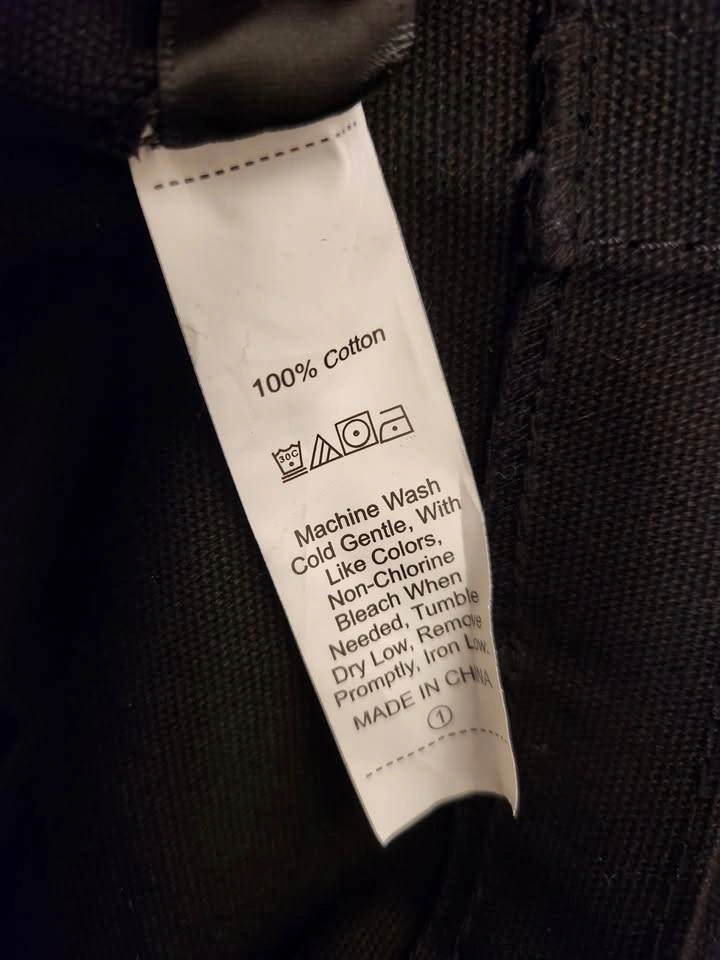 100% Cotton
30C
Machine Wash
Cold Gentle, With
Like Colors,
Non-Chlorine
Bleach When
Needed, Tumble
Dry Low, Remove
Promptly, Iron Low.
MADE IN CHINA
1